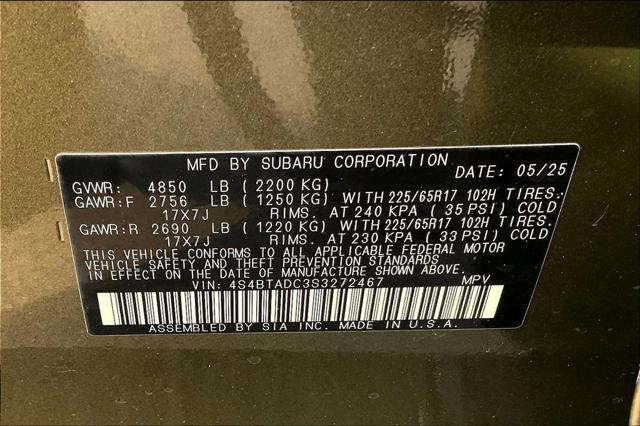 MFD BY SUBARU CORPORATION DATE: 05/25
GVWR: 4850 LB (2200 KG)
GAWR:F 2756 LB (1250 KG) WITH 225/65R17 102H TIRES.
17X7J RIMS. AT 240 KPA ( 35 PSI) COLD
GAWR:R 2690 LB (1220 KG) WITH 225/65R17 102H TIRES.
17X7J RIMS. AT 230 KPA ( 33 PSI) COLD
THIS VEHICLE CONFORMS TO ALL APPLICABLE FEDERAL MOTOR
VEHICLE SAFETY AND THEFT PREVENTION STANDARDS
IN EFFECT ON THE DATE OF MANUFACTURE SHOWN ABOVE.
VIN: 4S4BTADC3S3272467 MPV
ASSEMBLED BY SIA INC. MADE IN U.S.A.